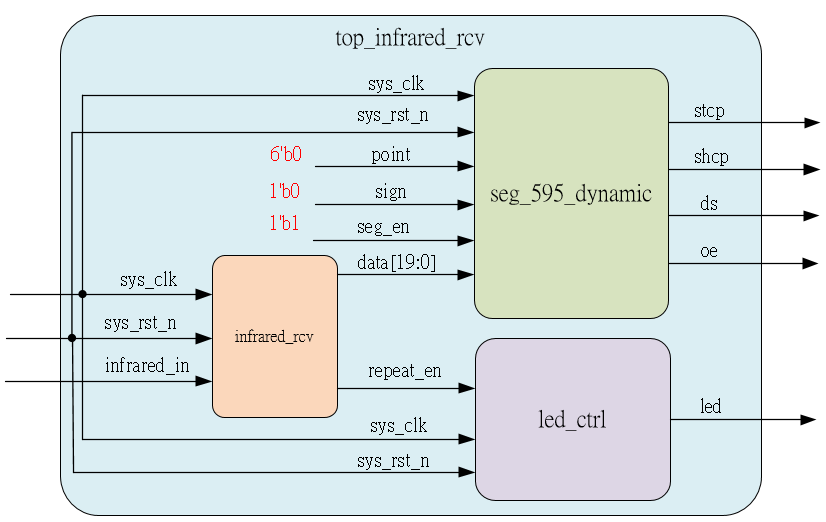 top_infrared_rcv
sys_clk
sys_rst_n
6'b0
point
1'b0
sign
1'b1
seg_en
data[19:0]
seg_595_dynamic
stcp
shcp
ds
oe
sys_clk
sys_rst_n
infrared_in
infrared_rcv
repeat_en
sys_clk
sys_rst_n
led_ctrl
led